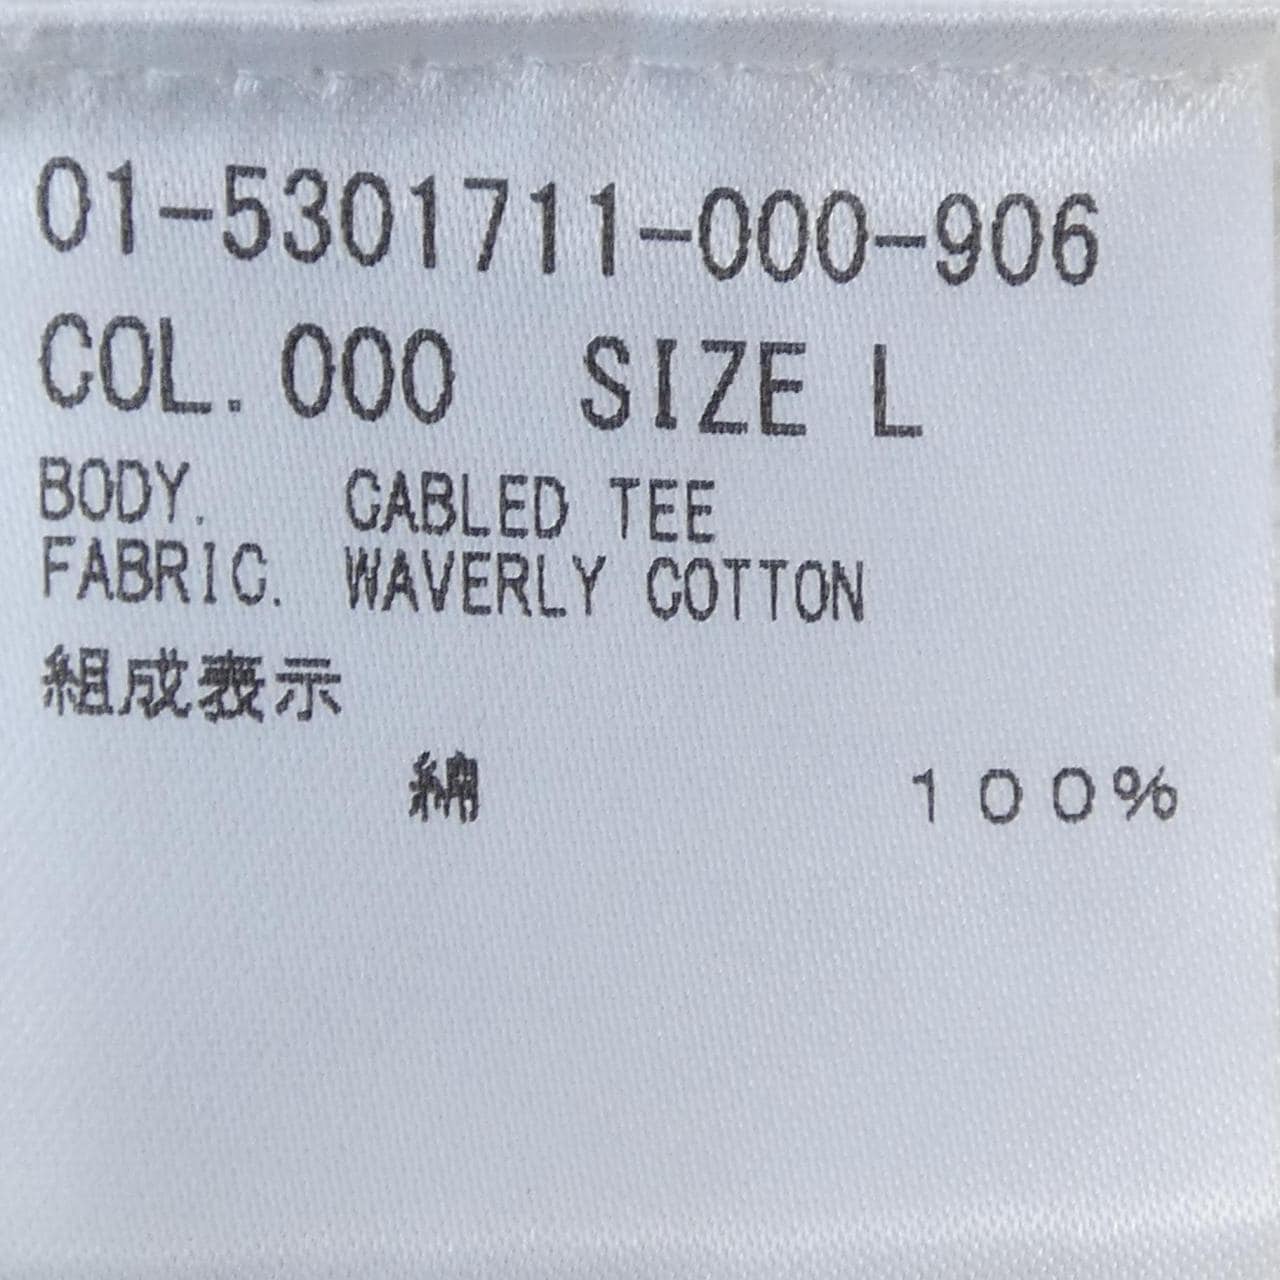 01-5301711-000-906
COL.000 SIZE L
BODY. CABLED TEE
FABRIC. WAVERLY COTTON
組成表示
綿 100%